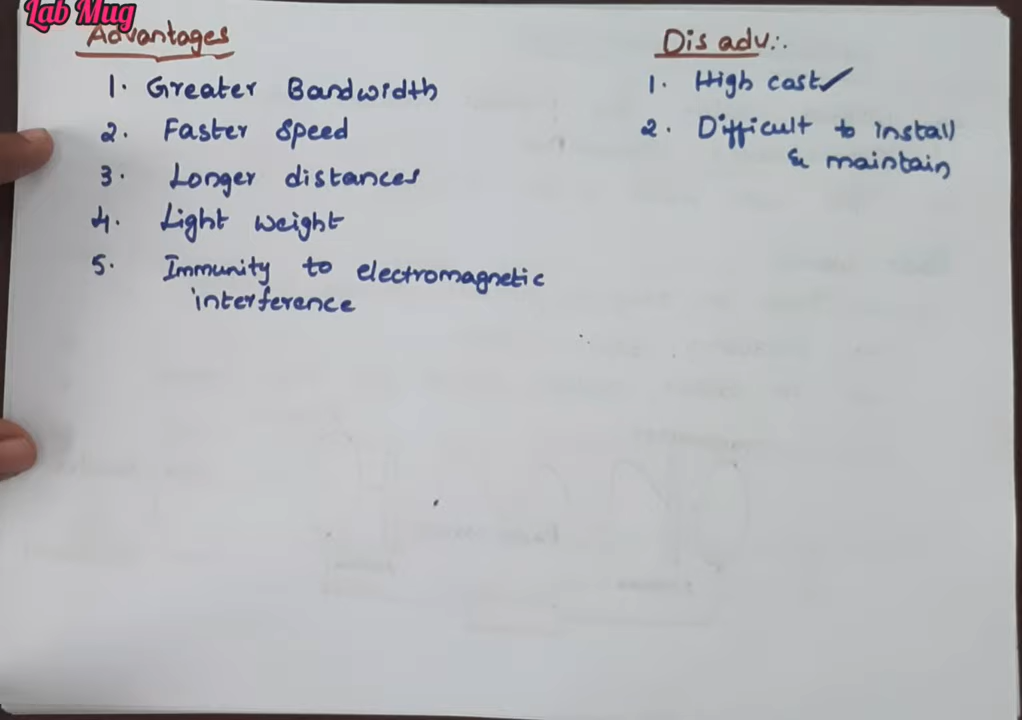 Lab Mug
Advantages
1. Greater Bandwidth
2. Faster Speed
3. Longer distances
4. Light weight
5. Immunity to electromagnetic
interference
Dis adv:.
1. High cast
2. Difficult to install
& maintain